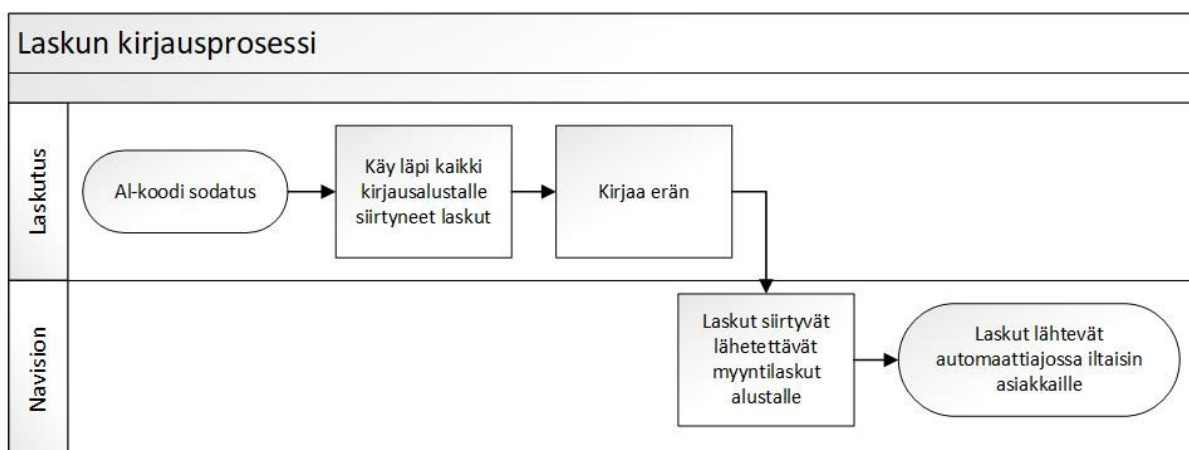 Laskun kirjausprosessi
Laskutus
Al-koodi sodatus
Käy läpi kaikki
kirjausalustalle
siirtyneet laskut
Kirjaa erän
Navision
Laskut siirtyvät
lähetettävät
myyntilaskut
alustalle
Laskut lähtevät
automaattiajossa iltaisin
asiakkaille